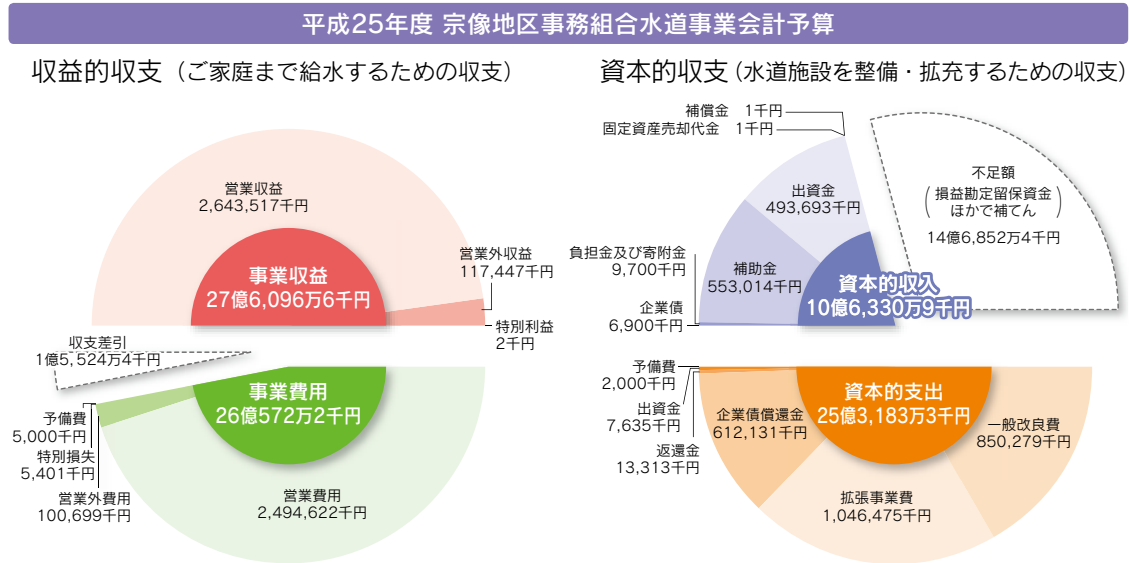 平成25年度 宗像地区事務組合水道事業会計予算
収益的収支（ご家庭まで給水するための収支）
営業収益
2,643,517千円
営業外収益
117,447千円
事業収益
27億6,096万6千円
特別利益
2千円
収支差引
1億5,524万4千円
事業費用
26億572万2千円
予備費
5,000千円
特別損失
5,401千円
営業外費用
100,699千円
営業費用
2,494,622千円
資本的収支（水道施設を整備・拡充するための収支）
補償金　1千円
固定資産売却代金　1千円
出資金
493,693千円
不足額
（損益勘定留保資金
ほかで補てん）
14億6,852万4千円
負担金及び寄附金
9,700千円
補助金
553,014千円
資本的収入
10億6,330万9千円
企業債
6,900千円
予備費
2,000千円
出資金
7,635千円
返還金
13,313千円
企業債償還金
612,131千円
資本的支出
25億3,183万3千円
一般改良費
850,279千円
拡張事業費
1,046,475千円